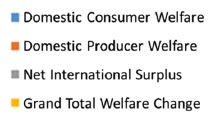 Domestic Consumer Welfare
Domestic Producer Welfare
Net International Surplus
Grand Total Welfare Change